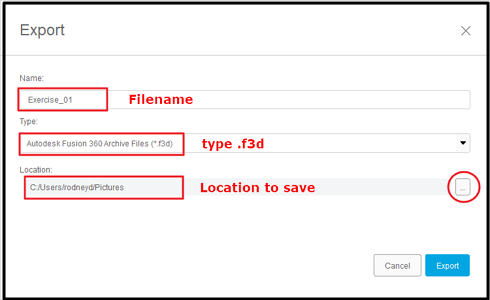 Export
Name:
Exercise_01 Filename
Type:
Autodesk Fusion 360 Archive Files (*.f3d) type .f3d
Location:
C:/Users/rodneyd/Pictures Location to save ...
Cancel Export